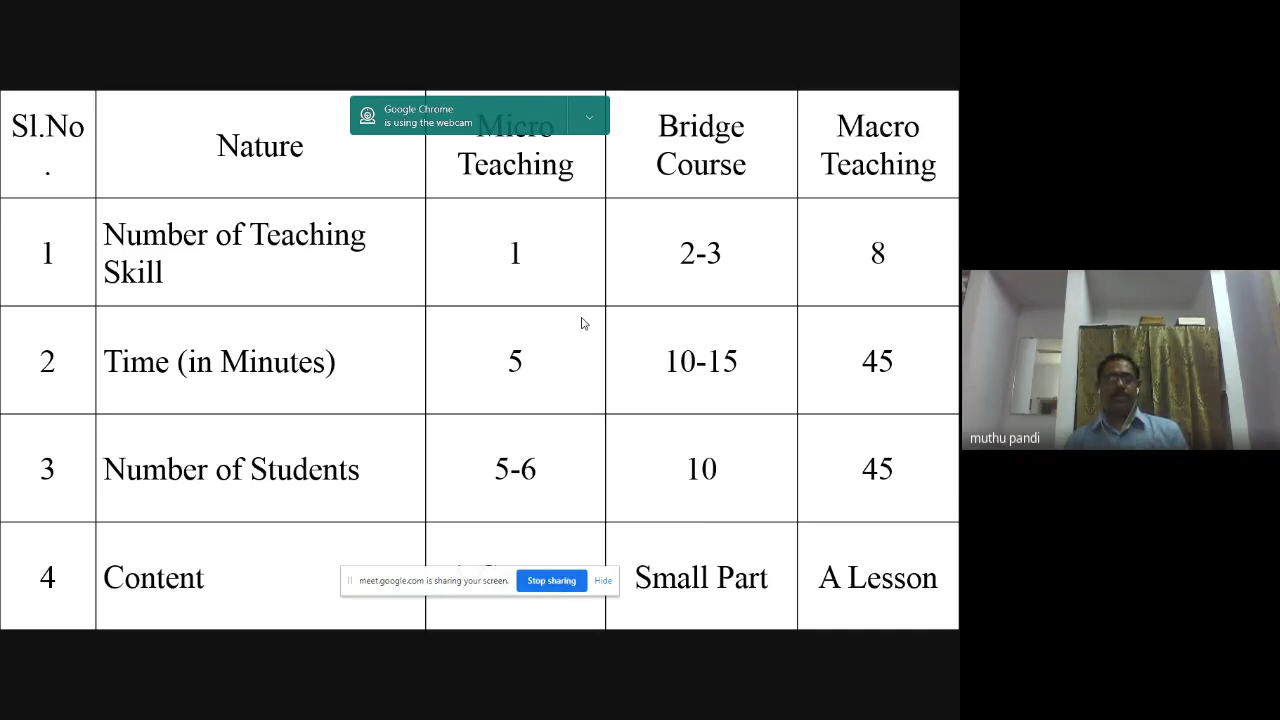 Sl.No
.
Nature
Micro
Teaching
Bridge
Course
Macro
Teaching
Google Chrome
is using the webcam
1
Number of Teaching
Skill
1
2-3
8
2
Time (in Minutes)
5
10-15
45
3
Number of Students
5-6
10
45
4
Content
Small Part
A Lesson
meet.google.com is sharing your screen.
Stop sharing
Hide
muthu pandi